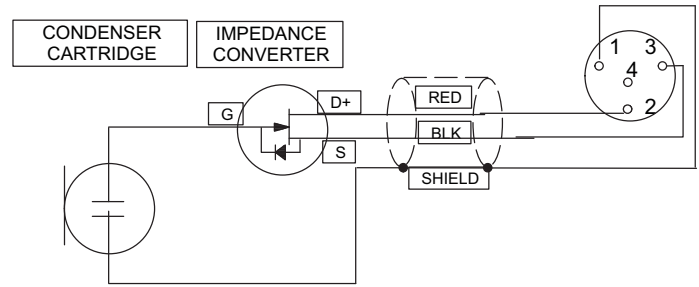 CONDENSER
CARTRIDGE
IMPEDANCE
CONVERTER
1 3
4
2
G
D+
RED
BLK
S
SHIELD